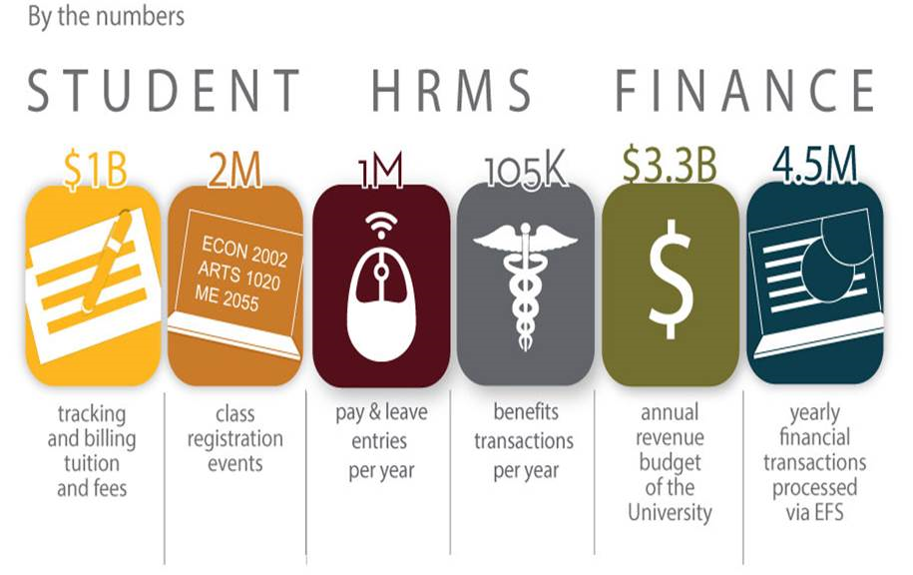 By the numbers
STUDENT HRMS FINANCE
$1B 2M 1M 105K $3.3B 4.5M
ECON 2002
ARTS 1020
ME 2055
$
tracking
and billing
tuition
and fees
class
registration
events
pay & leave
entries
per year
benefits
transactions
per year
annual
revenue
budget
of the
University
yearly
financial
transactions
processed
via EFS